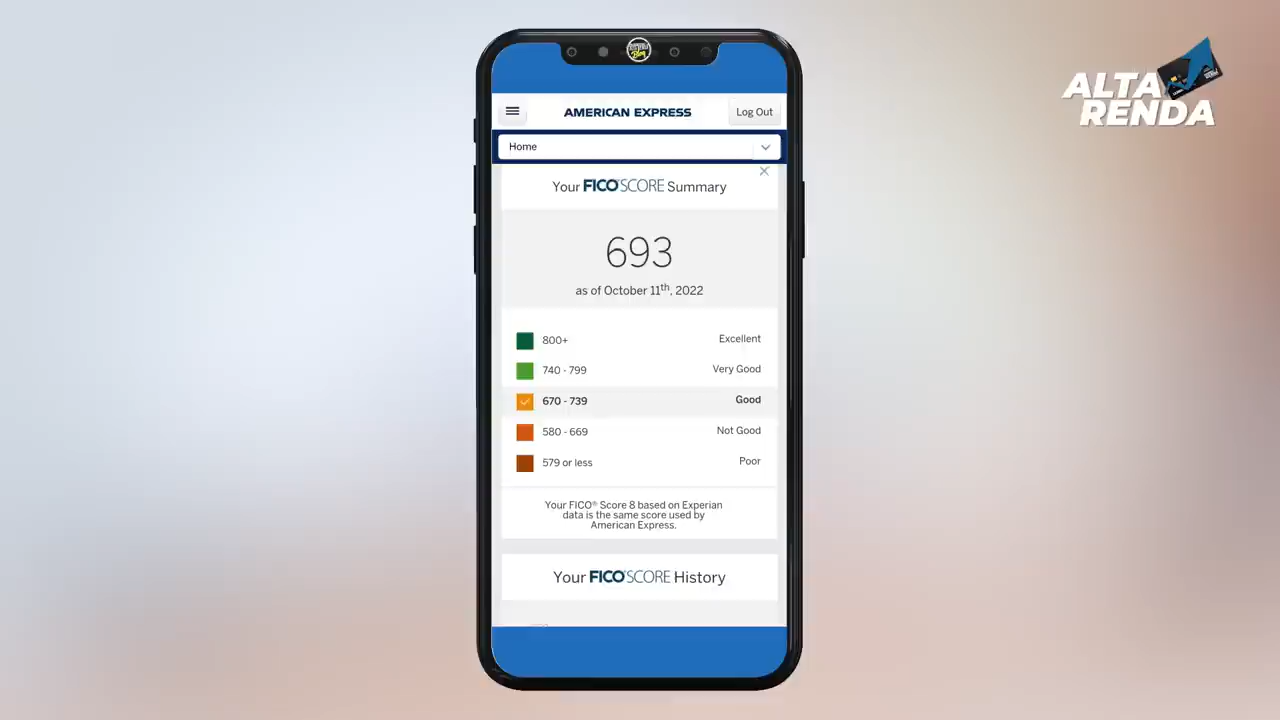 ALTA
RENDA
AMERICAN EXPRESS
Log Out
Home
Your FICO SCORE Summary
693
as of October 11th, 2022
800+ Excellent
740 - 799 Very Good
670 - 739 Good
580 - 669 Not Good
579 or less Poor
Your FICO® Score 8 based on Experian
data is the same score used by
American Express.
Your FICO SCORE History